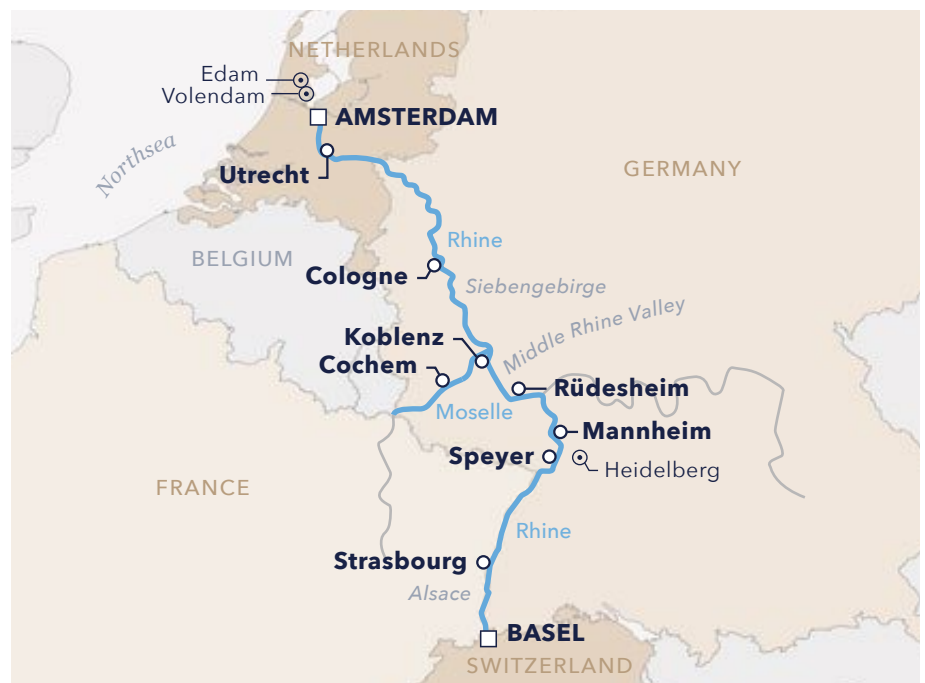 NETHERLANDS
Edam
Volendam
AMSTERDAM
Northsea
GERMANY
Utrecht
Rhine
BELGIUM
Cologne
Siebengebirge
Middle Rhine Valley
Koblenz
Cochem
Rüdesheim
Moselle
Mannheim
Speyer
Heidelberg
FRANCE
Rhine
Strasbourg
Alsace
BASEL
SWITZERLAND